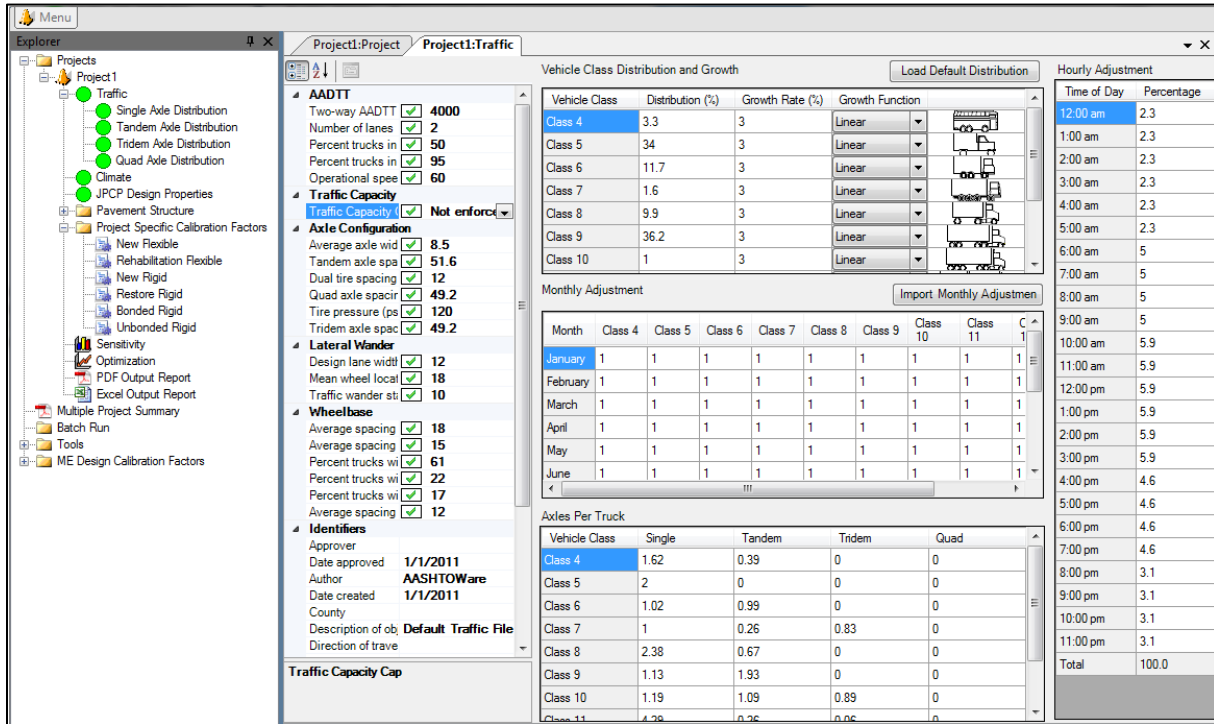 Menu
Explorer
Projects
Project1
Traffic
Single Axle Distribution
Tandem Axle Distribution
Tridem Axle Distribution
Quad Axle Distribution
Climate
JPCP Design Properties
Pavement Structure
Project Specific Calibration Factors
New Flexible
Rehabilitation Flexible
New Rigid
Restore Rigid
Bonded Rigid
Unbonded Rigid
Sensitivity
Optimization
PDF Output Report
Excel Output Report
Multiple Project Summary
Batch Run
Tools
ME Design Calibration Factors
Project1:Project Project1:Traffic
AADTT
Two-way AADTT 4000
Number of lanes 2
Percent trucks in 50
Percent trucks in 95
Operational spee 60
Traffic Capacity
Traffic Capacity Not enforce
Axle Configuration
Average axle wid 8.5
Tandem axle spa 51.6
Dual tire spacing 12
Quad axle spacir 49.2
Tire pressure (ps 120
Tridem axle spac 49.2
Lateral Wander
Design lane widt 12
Mean wheel locat 18
Traffic wander sta 10
Wheelbase
Average spacing 18
Average spacing 15
Percent trucks wi 61
Percent trucks wi 22
Percent trucks wi 17
Average spacing 12
Identifiers
Approver
Date approved 1/1/2011
Author AASHTOWare
Date created 1/1/2011
County
Description of ob Default Traffic File
Direction of trave
Traffic Capacity Cap
Vehicle Class Distribution and Growth Load Default Distribution
Vehicle Class Distribution (%) Growth Rate (%) Growth Function
Class 4 3.3 3 Linear
Class 5 34 3 Linear
Class 6 11.7 3 Linear
Class 7 1.6 3 Linear
Class 8 9.9 3 Linear
Class 9 36.2 3 Linear
Class 10 1 3 Linear
Monthly Adjustment Import Monthly Adjustmen
Month Class 4 Class 5 Class 6 Class 7 Class 8 Class 9 Class 10 Class 11
January 1 1 1 1 1 1 1 1 1
February 1 1 1 1 1 1 1 1 1
March 1 1 1 1 1 1 1 1 1
April 1 1 1 1 1 1 1 1 1
May 1 1 1 1 1 1 1 1 1
June 1 1 1 1 1 1 1 1 1
Axles Per Truck
Vehicle Class Single Tandem Tridem Quad
Class 4 1.62 0.39 0 0
Class 5 2 0 0 0
Class 6 1.02 0.99 0 0
Class 7 1 0.26 0.83 0
Class 8 2.38 0.67 0 0
Class 9 1.13 1.93 0 0
Class 10 1.19 1.09 0.89 0
Class 11 4.29 0.26 0.06 0
Hourly Adjustment
Time of Day Percentage
12:00 am 2.3
1:00 am 2.3
2:00 am 2.3
3:00 am 2.3
4:00 am 2.3
5:00 am 2.3
6:00 am 5
7:00 am 5
8:00 am 5
9:00 am 5
10:00 am 5.9
11:00 am 5.9
12:00 pm 5.9
1:00 pm 5.9
2:00 pm 5.9
3:00 pm 5.9
4:00 pm 4.6
5:00 pm 4.6
6:00 pm 4.6
7:00 pm 4.6
8:00 pm 3.1
9:00 pm 3.1
10:00 pm 3.1
11:00 pm 3.1
Total 100.0